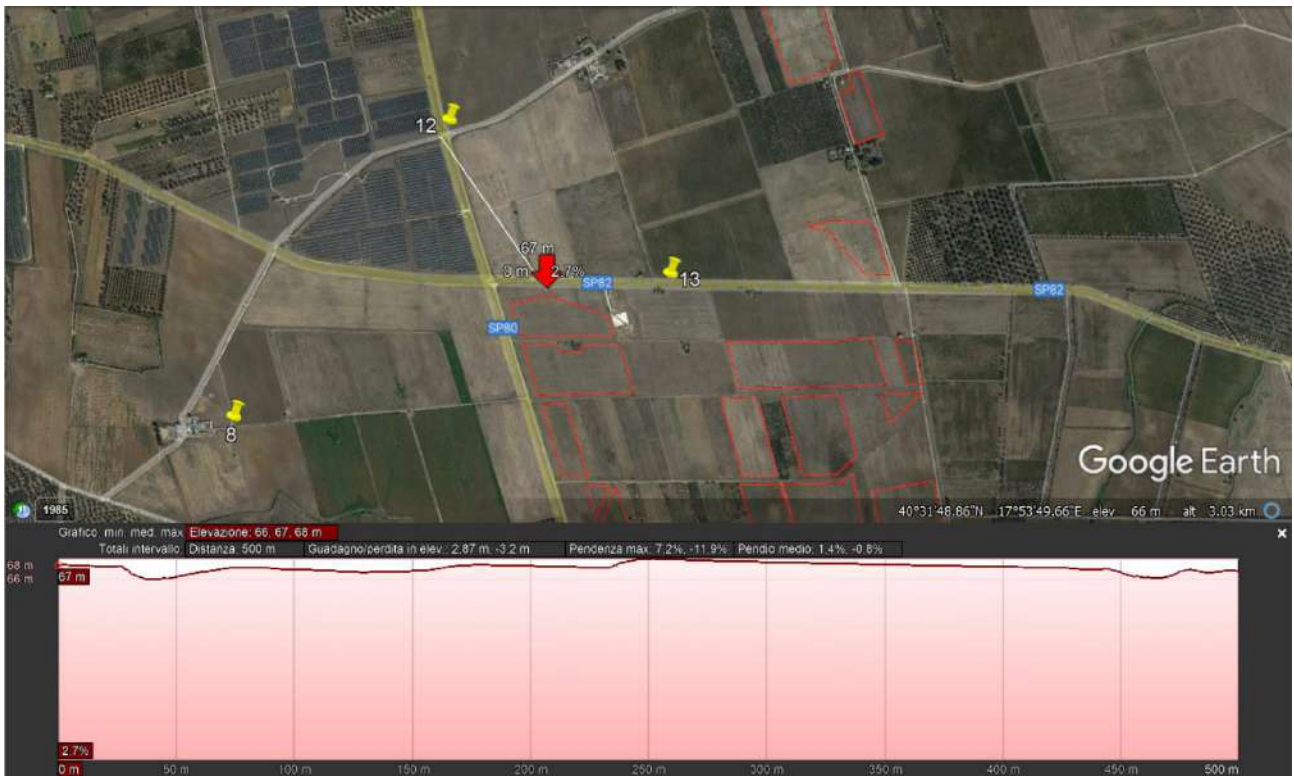 12
67 m
3 m 2.7%
SP82
13
SP82
SP80
8
Google Earth
1985
40°31'48.86"N 17°53'49.66"E elev 66 m alt 3.03 km
Grafico: min, med, max Elevazione: 66, 67, 68 m
Totali intervallo: Distanza: 500 m Guadagno/perdita in elev.: 2.87 m, -3.2 m Pendenza max: 7.2%, -11.9% Pendio medio: 1.4%, -0.8%
68 m
66 m
67 m
2.7%
0 m 50 m 100 m 150 m 200 m 250 m 300 m 350 m 400 m 450 m 500 m